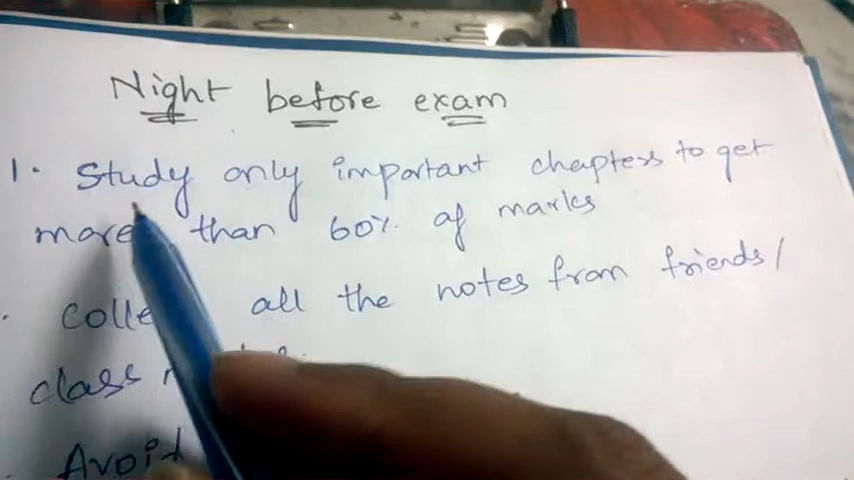 Night before exam
1. Study only important chapters to get
more than 60% of marks
. all the notes from friends/
class
Avoid